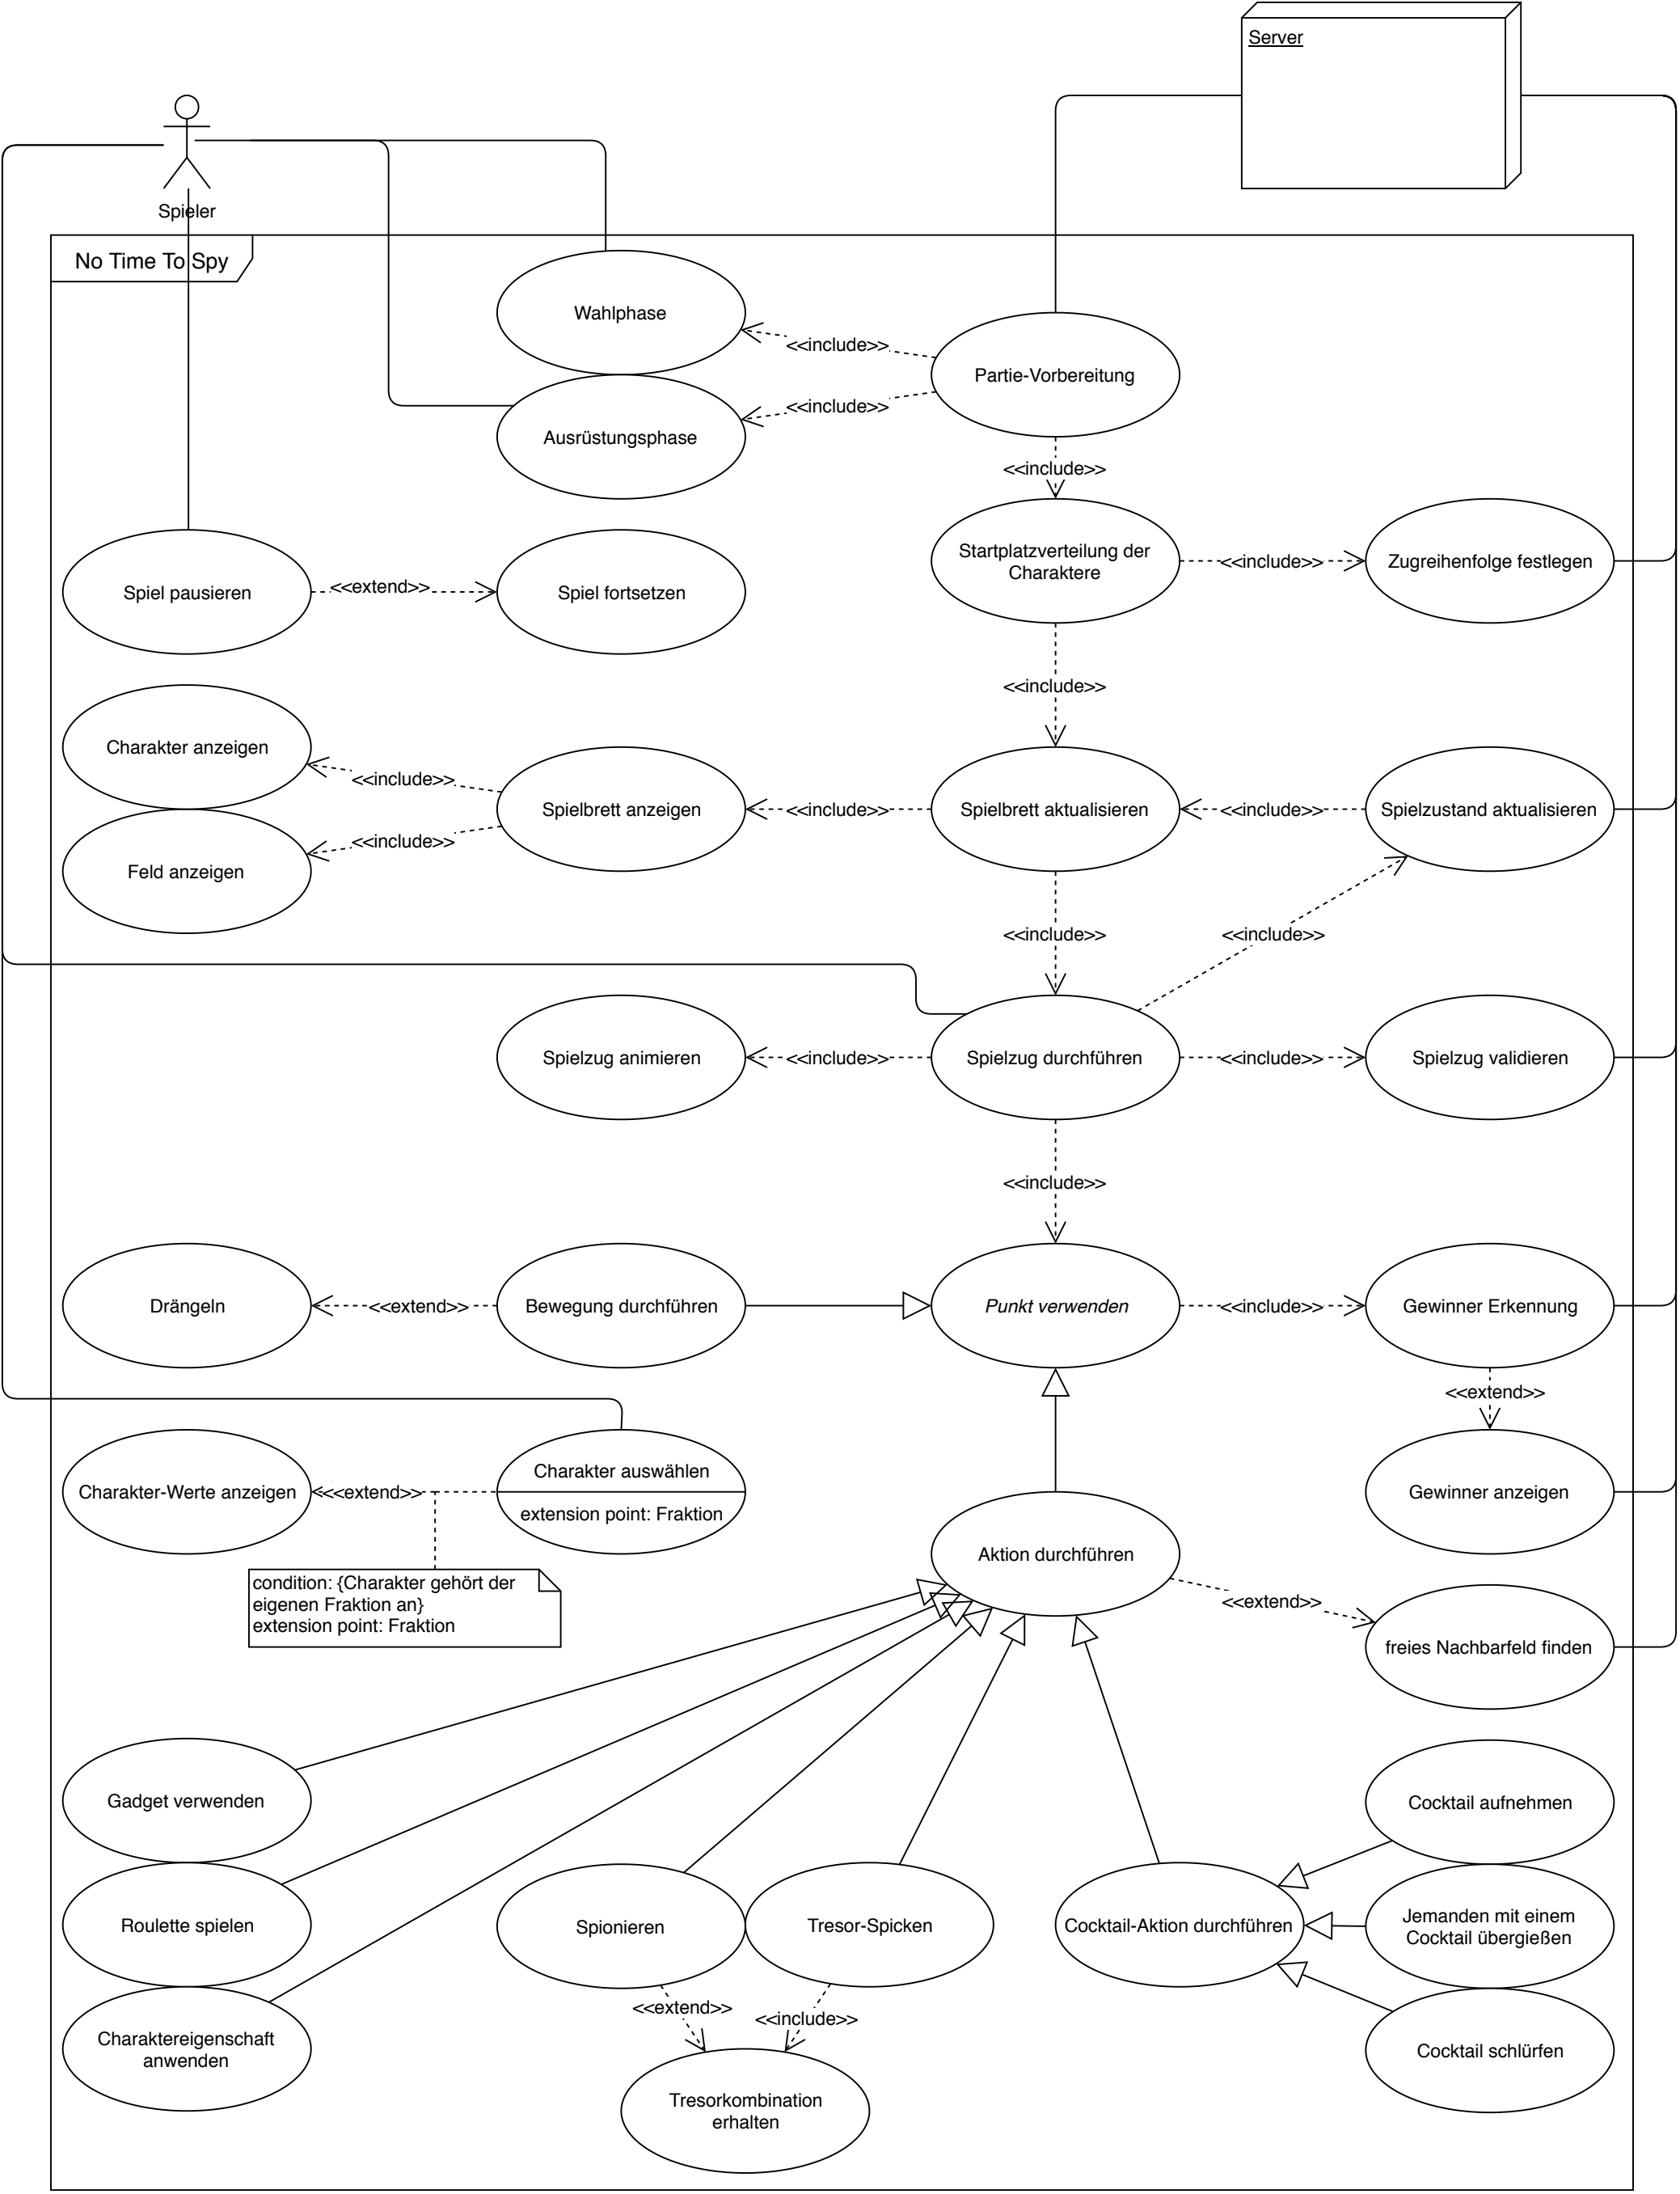 Server
Spieler
No Time To Spy
Wahlphase
<<include>>
Partie-Vorbereitung
<<include>>
Ausrüstungsphase
<<include>>
Startplatzverteilung der
Charaktere
<<include>>
Zugreihenfolge festlegen
Spiel pausieren
<<extend>>
Spiel fortsetzen
<<include>>
Charakter anzeigen
<<include>>
Spielbrett anzeigen
<<include>>
Spielbrett aktualisieren
<<include>>
Spielzustand aktualisieren
<<include>>
Feld anzeigen
<<include>>
<<include>>
Spielzug animieren
<<include>>
Spielzug durchführen
<<include>>
Spielzug validieren
<<include>>
Drängeln
<<extend>>
Bewegung durchführen
Punkt verwenden
<<include>>
Gewinner Erkennung
<<extend>>
Charakter-Werte anzeigen
<<extend>>
Charakter auswählen
extension point: Fraktion
Gewinner anzeigen
Aktion durchführen
condition: {Charakter gehört der
eigenen Fraktion an}
extension point: Fraktion
<<extend>>
freies Nachbarfeld finden
Gadget verwenden
Cocktail aufnehmen
Roulette spielen
Spionieren
Tresor-Spicken
Cocktail-Aktion durchführen
Jemanden mit einem
Cocktail übergießen
<<extend>>
<<include>>
Charaktereigenschaft
anwenden
Cocktail schlürfen
Tresorkombination
erhalten